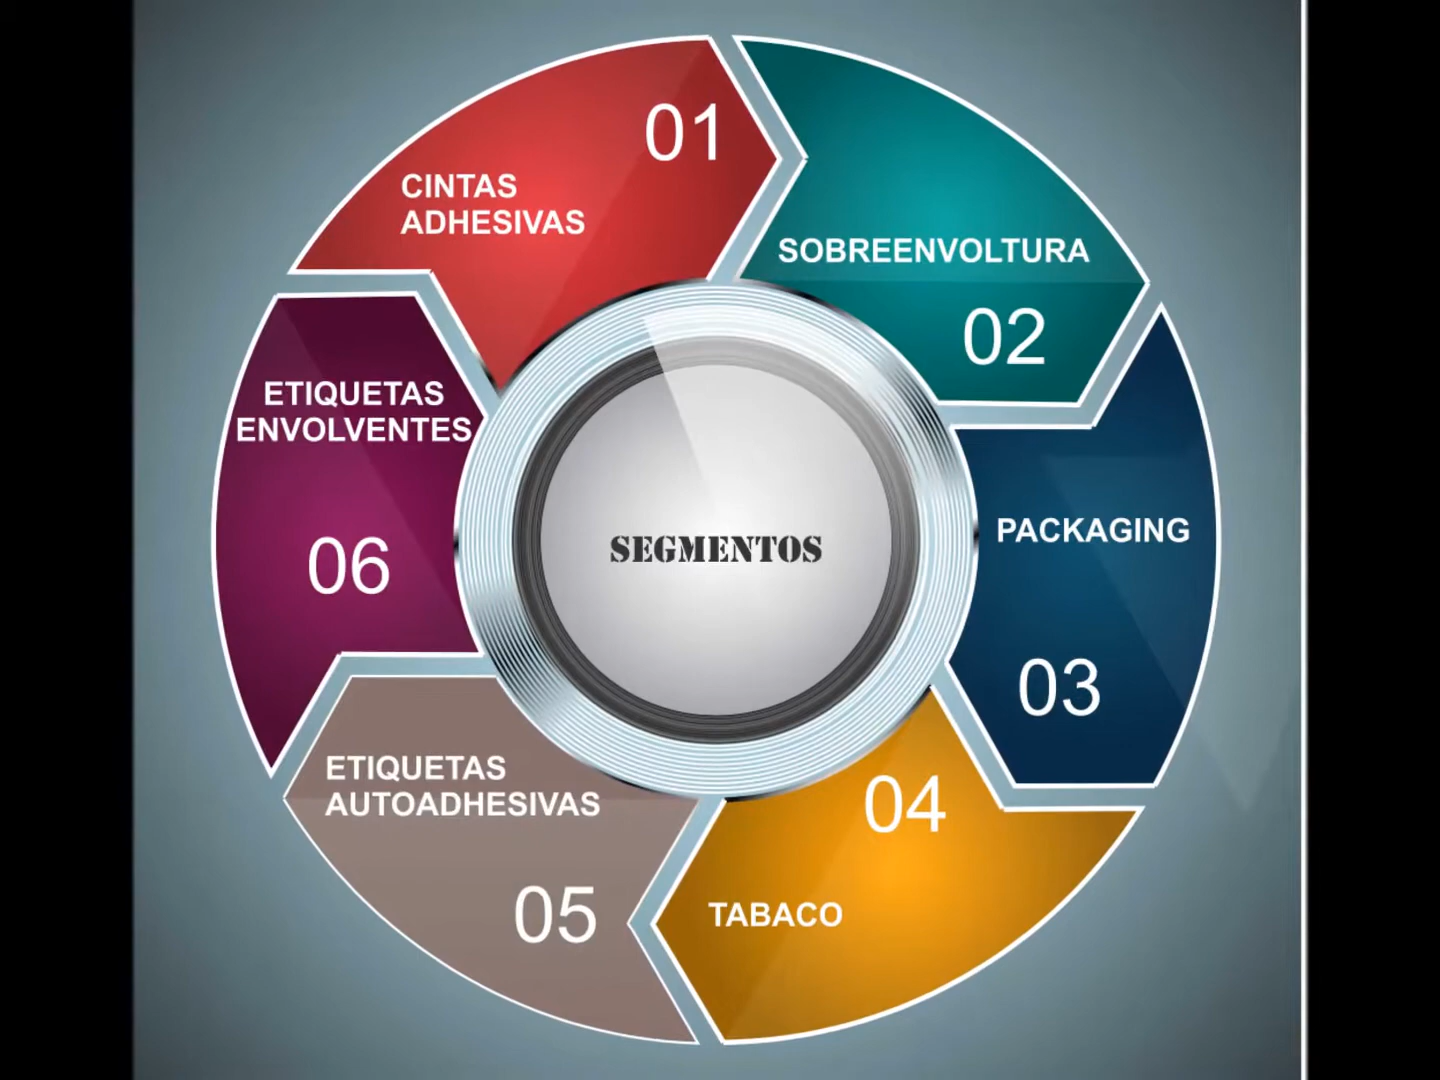 01
CINTAS
ADHESIVAS
SOBREENVOLTURA
02
PACKAGING
03
04
TABACO
ETIQUETAS
AUTOADHESIVAS
05
ETIQUETAS
ENVOLVENTES
06
SEGMENTOS